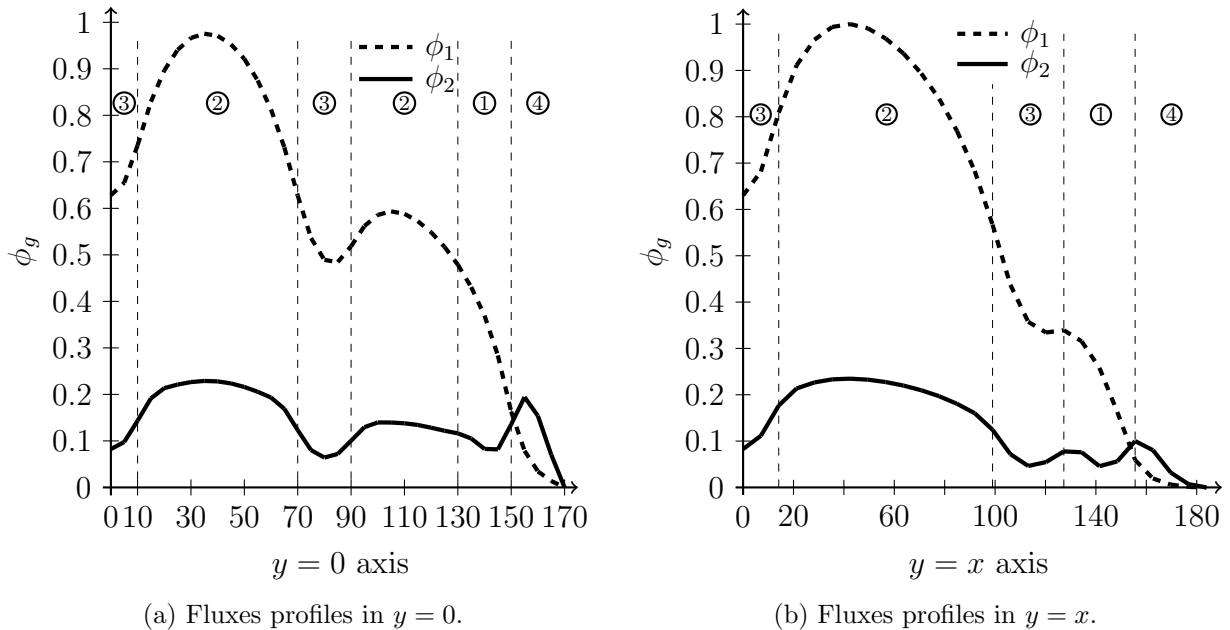 1
0.9
0.8
0.7
0.6
0.5
0.4
0.3
0.2
0.1
0
ϕg
ϕ1
ϕ2
③ ② ③ ② ① ④
0 10 30 50 70 90 110 130 150 170
y = 0 axis
(a) Fluxes profiles in y = 0.
1
0.9
0.8
0.7
0.6
0.5
0.4
0.3
0.2
0.1
0
ϕg
ϕ1
ϕ2
③ ② ③ ① ④
0 20 60 100 140 180
y = x axis
(b) Fluxes profiles in y = x.